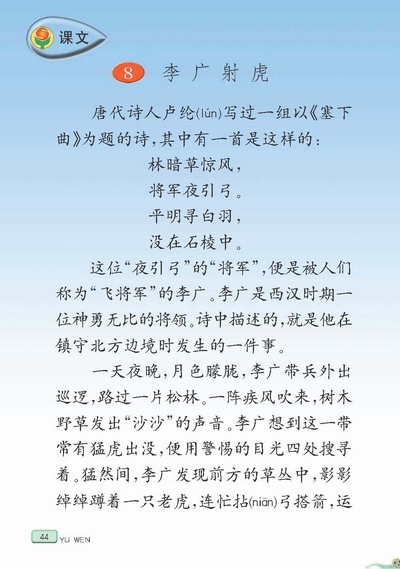 课文
8 李广射虎
唐代诗人卢纶(lún)写过一组以《塞下
曲》为题的诗，其中有一首是这样的：
林暗草惊风，
将军夜引弓。
平明寻白羽，
没在石棱中。
这位“夜引弓”的“将军”，便是被人们
称为“飞将军”的李广。李广是西汉时期一
位神勇无比的将领。诗中描述的，就是他在
镇守北方边境时发生的一件事。
一天夜晚，月色朦胧，李广带兵外出
巡逻，路过一片松林。一阵疾风吹来，树木
野草发出“沙沙”的声音。李广想到这一带
常有猛虎出没，便用警惕的目光四处搜寻
着。猛然间，李广发现前方的草丛中，影影
绰绰蹲着一只老虎，连忙拈(niān)弓搭箭，运
44 YU WEN